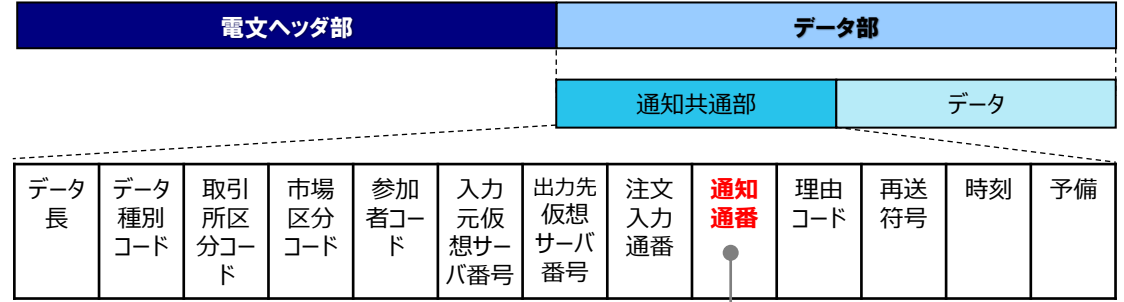 電文ヘッダ部
データ部
通知共通部
データ
データ
長
データ
種別
コード
取引
所区
分コー
ド
市場
区分
コード
参加
者コー
ド
入力
元仮
想サー
バ番号
出力先
仮想
サーバ
番号
注文
入力
通番
通知
通番
理由
コード
再送
符号
時刻
予備